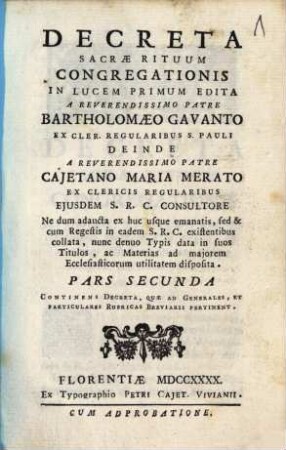 1
DECRETA
SACRÆ RITUUM
CONGREGATIONIS
IN LUCEM PRIMUM EDITA
A REVERENDISSIMO PATRE
BARTHOLOMÆO GAVANTO
EX CLER. REGULARIBUS S. PAULI
DEINDE
A REVERENDISSIMO PATRE
CAJETANO MARIA MERATO
EX CLERICIS REGULARIBUS
EJUSDEM S. R. C. CONSULTORE
Ne dum adaucta ex huc usque emanatis, sed &
cum Regestis in eadem S. R. C. existentibus
collata, nunc denuo Typis data in suos
Titulos, ac Materias ad majorem
Ecclesiasticorum utilitatem disposita.
PARS SECUNDA
CONTINENS DECRETA, QUÆ AD GENERALES, ET
PARTICULARES RUBRICAS BREVIARII PERTINENT.
FLORENTIÆ MDCCXXXX.
Ex Typographio PETRI CAJET. VIVIANII.
CUM ADPROBATIONE.